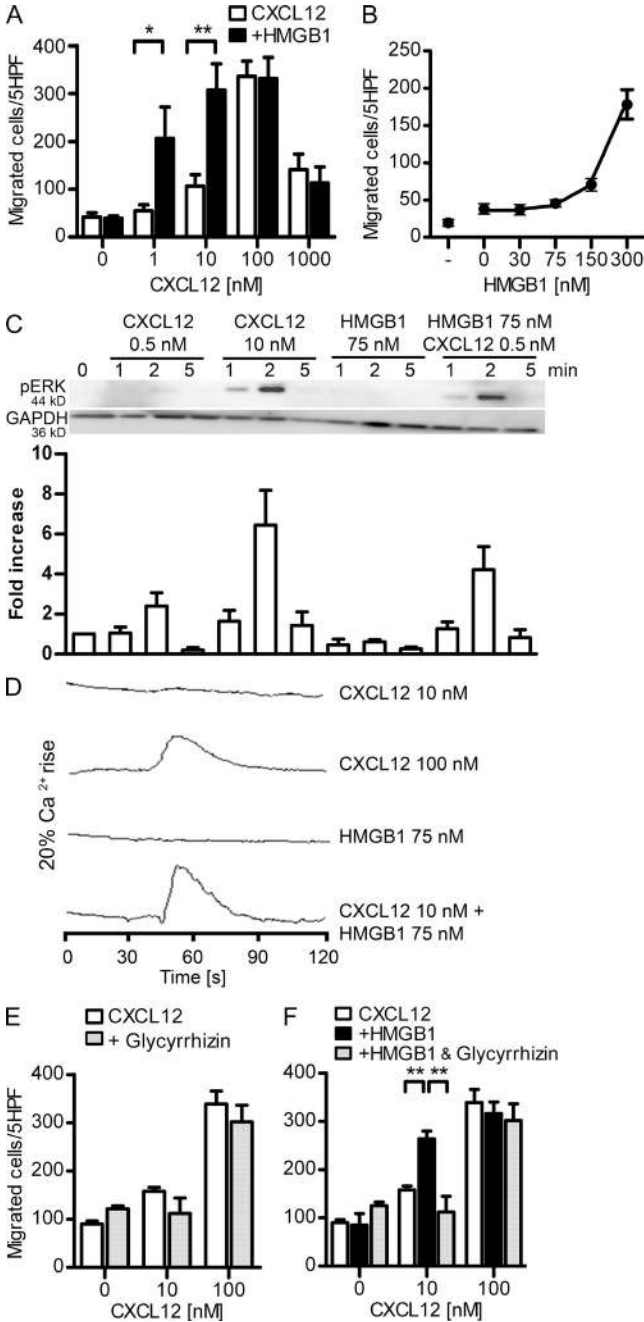 A
CXCL12
+HMGB1
*
**
Migrated cells/5HPF
400
300
200
100
0
0 1 10 100 1000
CXCL12 [nM]
B
Migrated cells/5HPF
250
200
150
100
50
0
- 0 30 75 150 300
HMGB1 [nM]
C
CXCL12 CXCL12 HMGB1 HMGB1 75 nM
0.5 nM 10 nM 75 nM CXCL12 0.5 nM
0 1 2 5 1 2 5 1 2 5 1 2 5 min
pERK
44 kD
GAPDH
36 kD
Fold increase
10
8
6
4
2
0
D
20% Ca2+ rise
CXCL12 10 nM
CXCL12 100 nM
HMGB1 75 nM
CXCL12 10 nM +
HMGB1 75 nM
0 30 60 90 120
Time [s]
E
CXCL12
+ Glycyrrhizin
Migrated cells/5HPF
400
300
200
100
0
0 10 100
CXCL12 [nM]
F
CXCL12
+HMGB1
+HMGB1 & Glycyrrhizin
** **
400
300
200
100
0
0 10 100
CXCL12 [nM]